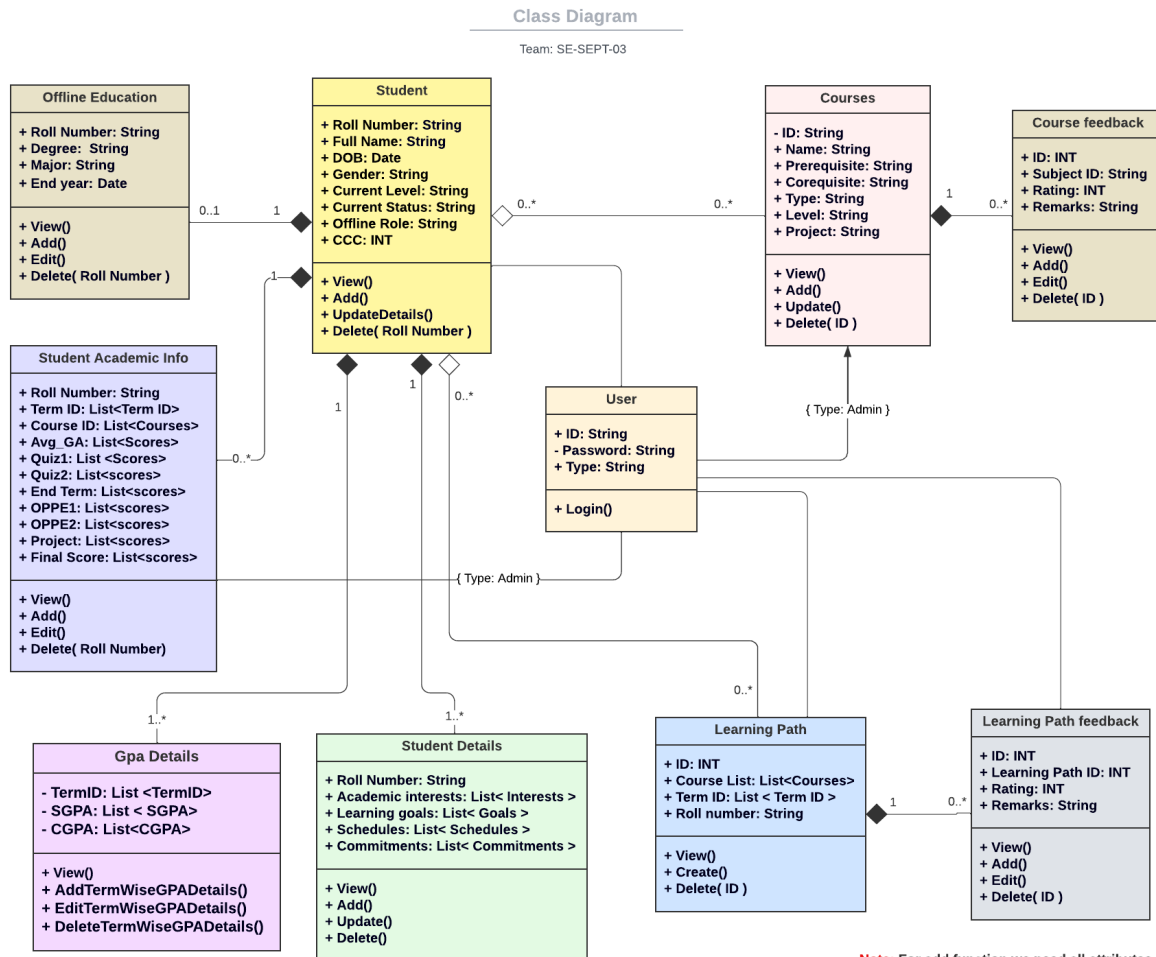 Class Diagram
Team: SE-SEPT-03
Offline Education
+ Roll Number: String
+ Degree:  String
+ Major: String
+ End year: Date
+ View()
+ Add()
+ Edit()
+ Delete( Roll Number )
0..1
1
Student
+ Roll Number: String
+ Full Name: String
+ DOB: Date
+ Gender: String
+ Current Level: String
+ Current Status: String
+ Offline Role: String
+ CCC: INT
+ View()
+ Add()
+ UpdateDetails()
+ Delete( Roll Number )
0..*
0..*
Courses
- ID: String
+ Name: String
+ Prerequisite: String
+ Corequisite: String
+ Type: String
+ Level: String
+ Project: String
+ View()
+ Add()
+ Update()
+ Delete( ID )
1
0..*
Course feedback
+ ID: INT
+ Subject ID: String
+ Rating: INT
+ Remarks: String
+ View()
+ Add()
+ Edit()
+ Delete( ID )
1
0..*
Student Academic Info
+ Roll Number: String
+ Term ID: List<Term ID>
+ Course ID: List<Courses>
+ Avg_GA: List<Scores>
+ Quiz1: List <Scores>
+ Quiz2: List<scores>
+ End Term: List<scores>
+ OPPE1: List<scores>
+ OPPE2: List<scores>
+ Project: List<scores>
+ Final Score: List<scores>
+ View()
+ Add()
+ Edit()
+ Delete( Roll Number)
1
1
0..*
User
+ ID: String
- Password: String
+ Type: String
+ Login()
{ Type: Admin }
{ Type: Admin }
1..*
1..*
0..*
Gpa Details
- TermID: List <TermID>
- SGPA: List < SGPA>
- CGPA: List<CGPA>
+ View()
+ AddTermWiseGPADetails()
+ EditTermWiseGPADetails()
+ DeleteTermWiseGPADetails()
Student Details
+ Roll Number: String
+ Academic interests: List< Interests >
+ Learning goals: List< Goals >
+ Schedules: List< Schedules >
+ Commitments: List< Commitments >
+ View()
+ Add()
+ Update()
+ Delete()
Learning Path
+ ID: INT
+ Course List: List<Courses>
+ Term ID: List < Term ID >
+ Roll number: String
+ View()
+ Create()
+ Delete( ID )
1
0..*
Learning Path feedback
+ ID: INT
+ Learning Path ID: INT
+ Rating: INT
+ Remarks: String
+ View()
+ Add()
+ Edit()
+ Delete( ID )
Note: For add function we need all attributes